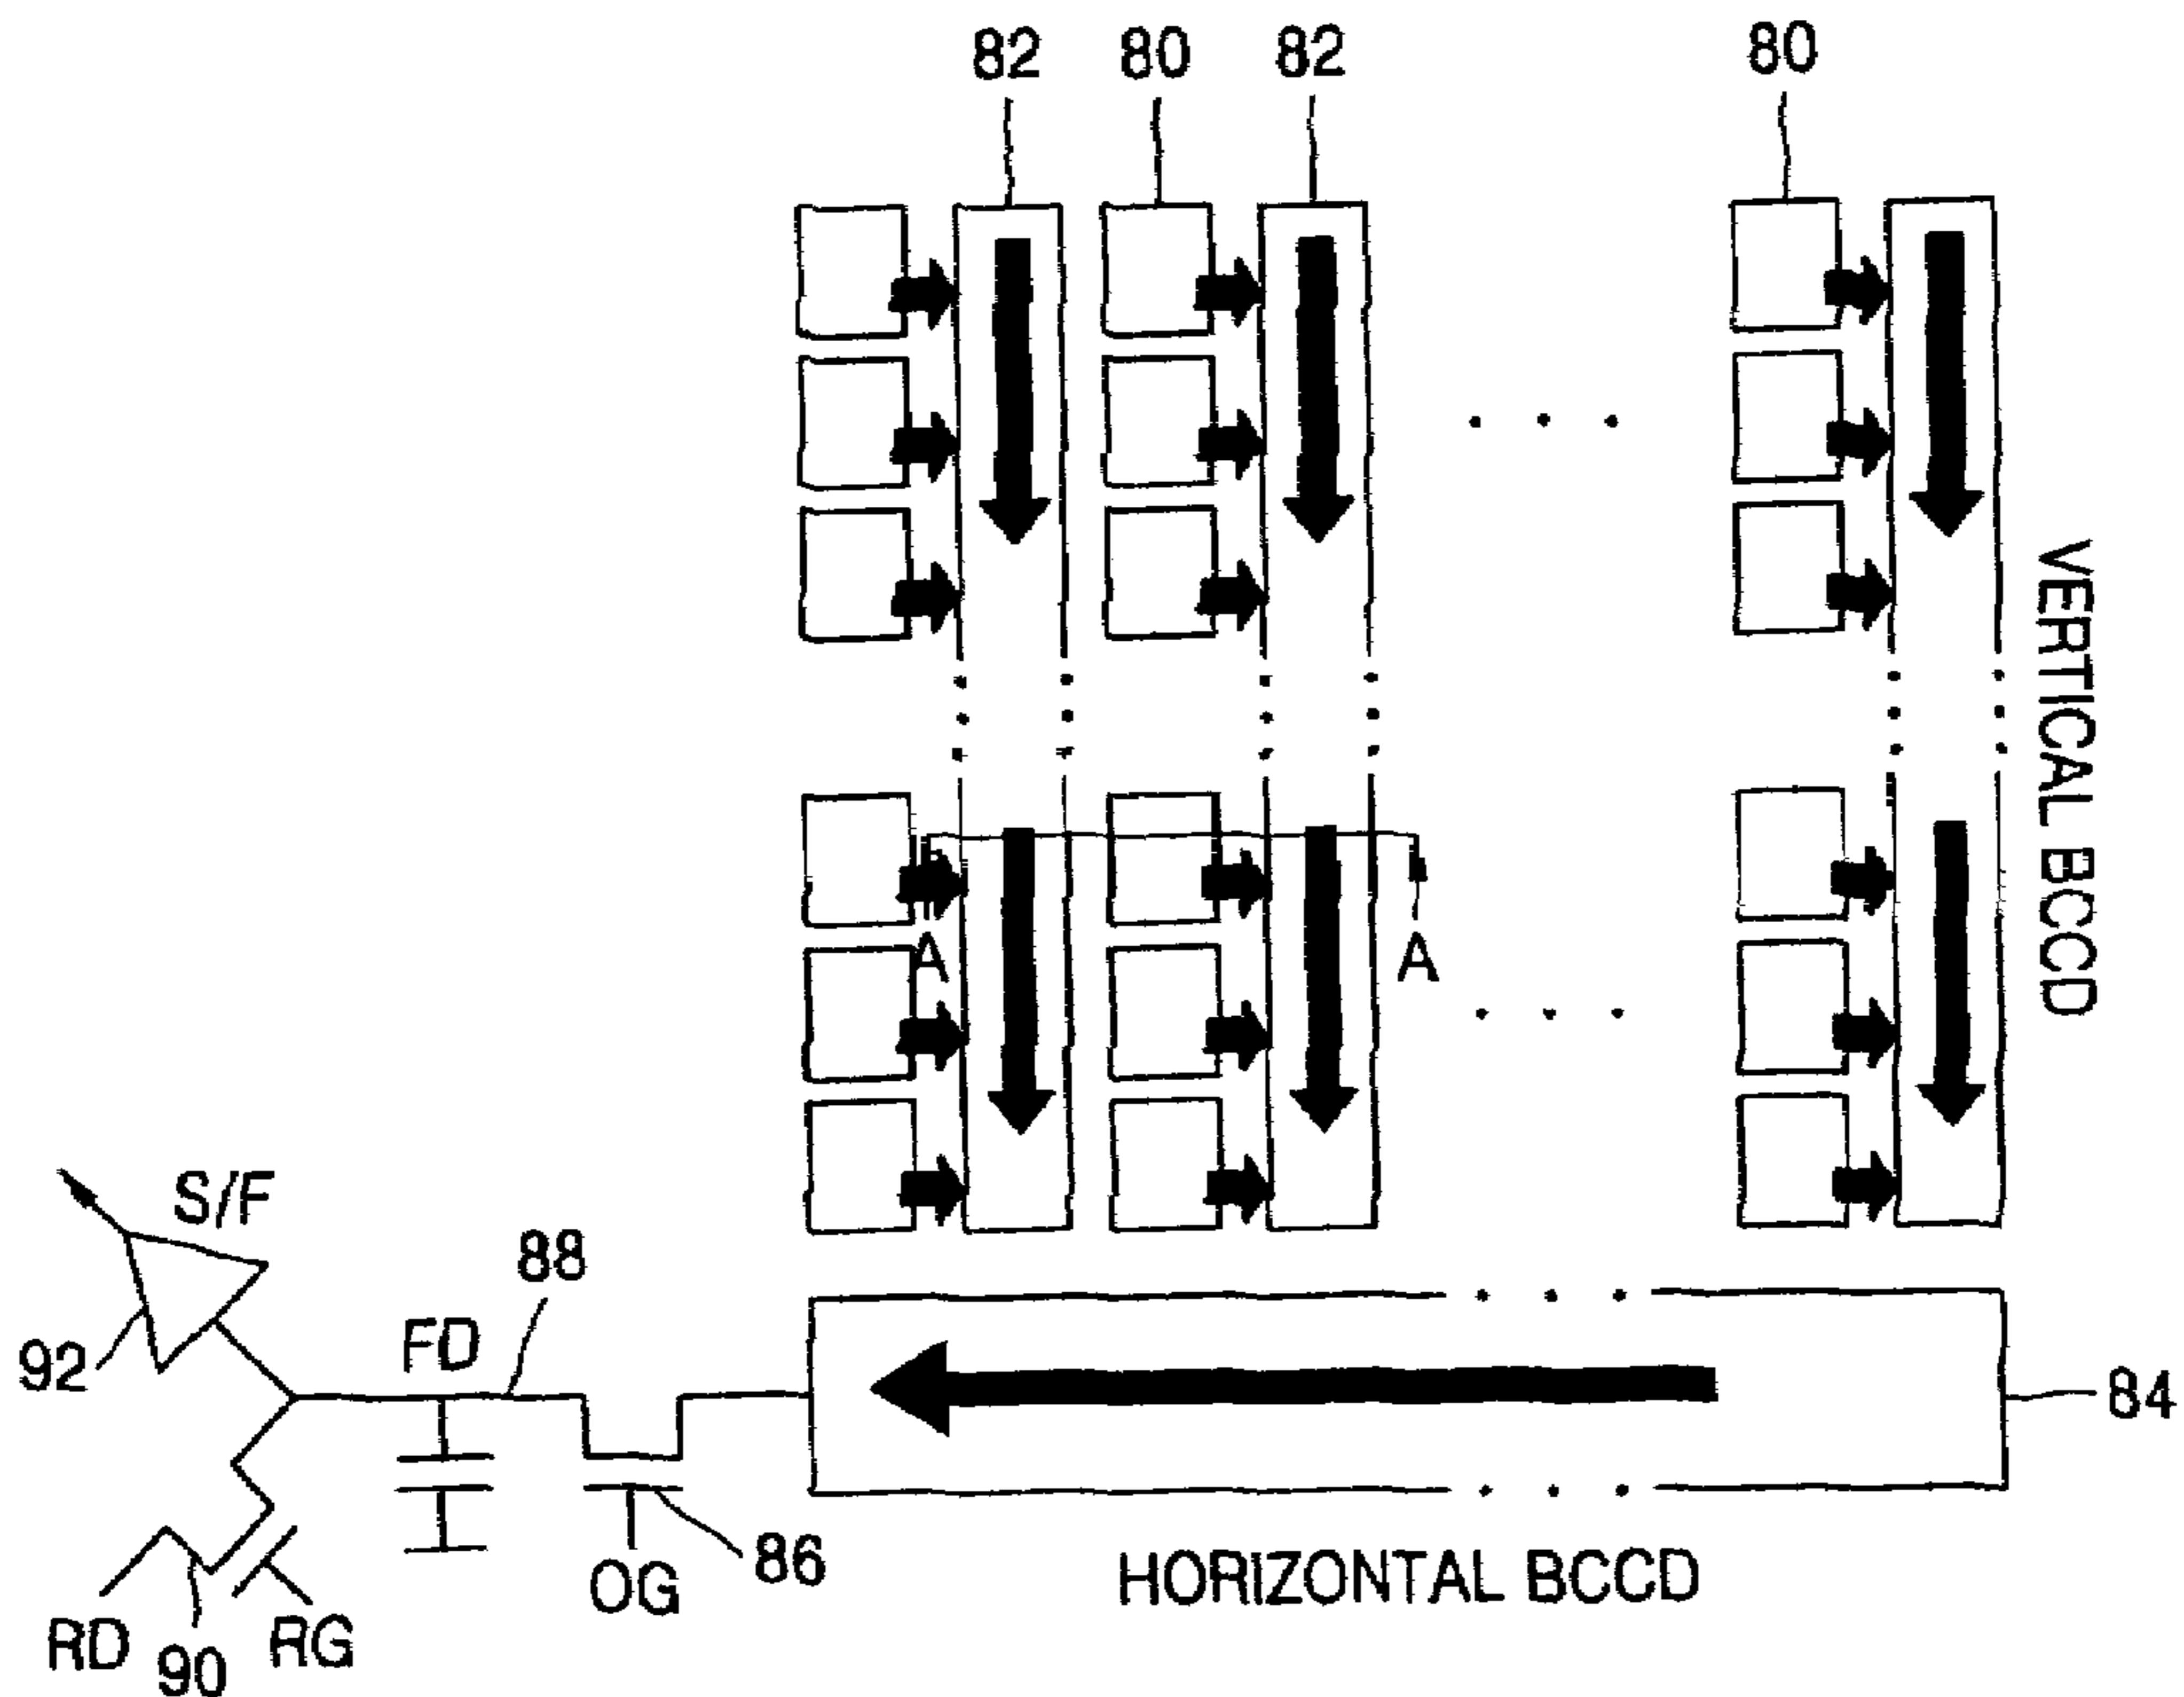 82 80 82 80
VERTICAL BCCD
A A
S/F
88
FD
92
84
86
OG
HORIZONTAL BCCD
RD 90 RG